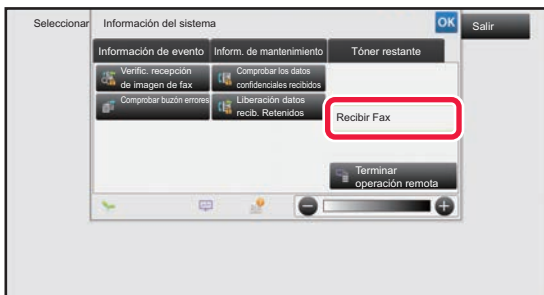 Seleccionar
Información del sistema
OK
Salir
Información de evento
Inform. de mantenimiento
Tóner restante
Verific. recepción
de imagen de fax
Comprobar los datos
confidenciales recibidos
Comprobar buzón errores
Liberación datos
recib. Retenidos
Recibir Fax
Terminar
operación remota